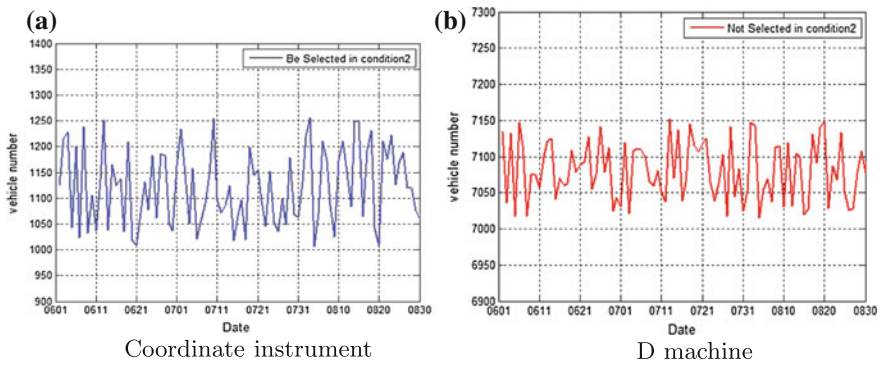 (a)
1400
1350
1300
1250
1200
1150
1100
1050
1000
950
900
vehicle number
Be Selected in condition2
0601 0611 0621 0701 0711 0721 0731 0810 0820 0830
Date
Coordinate instrument
(b)
7300
7250
7200
7150
7100
7050
7000
6950
6900
vehicle number
Not Selected in condition2
0601 0611 0621 0701 0711 0721 0731 0810 0820 0830
Date
D machine